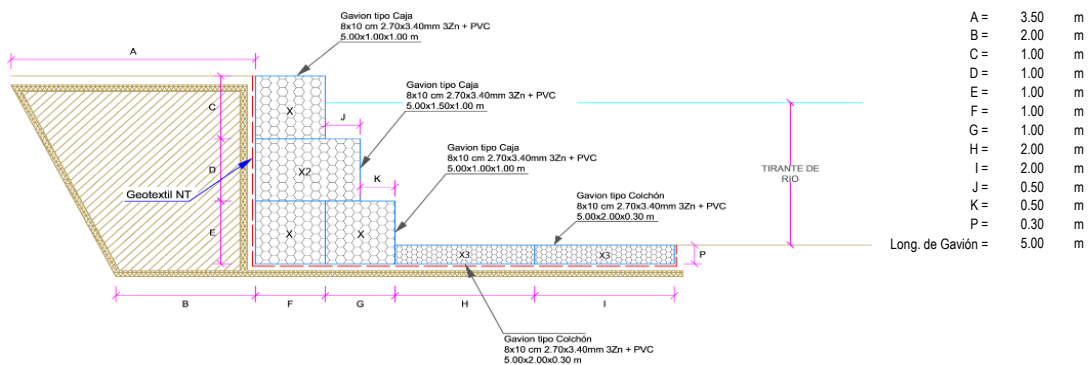 Gavion tipo Caja
8x10 cm 2.70x3.40mm 3Zn + PVC
5.00x1.00x1.00 m
A
Gavion tipo Caja
8x10 cm 2.70x3.40mm 3Zn + PVC
5.00x1.50x1.00 m
C
X
J
Gavion tipo Caja
8x10 cm 2.70x3.40mm 3Zn + PVC
5.00x1.00x1.00 m
D
X2
K
TIRANTE DE
RIO
Geotextil NT
Gavion tipo Colchón
8x10 cm 2.70x3.40mm 3Zn + PVC
5.00x2.00x0.30 m
E
X
X
X3
X3
P
B
F
G
H
I
Gavion tipo Colchón
8x10 cm 2.70x3.40mm 3Zn + PVC
5.00x2.00x0.30 m
A = 3.50 m
B = 2.00 m
C = 1.00 m
D = 1.00 m
E = 1.00 m
F = 1.00 m
G = 1.00 m
H = 2.00 m
I = 2.00 m
J = 0.50 m
K = 0.50 m
P = 0.30 m
Long. de Gavión = 5.00 m